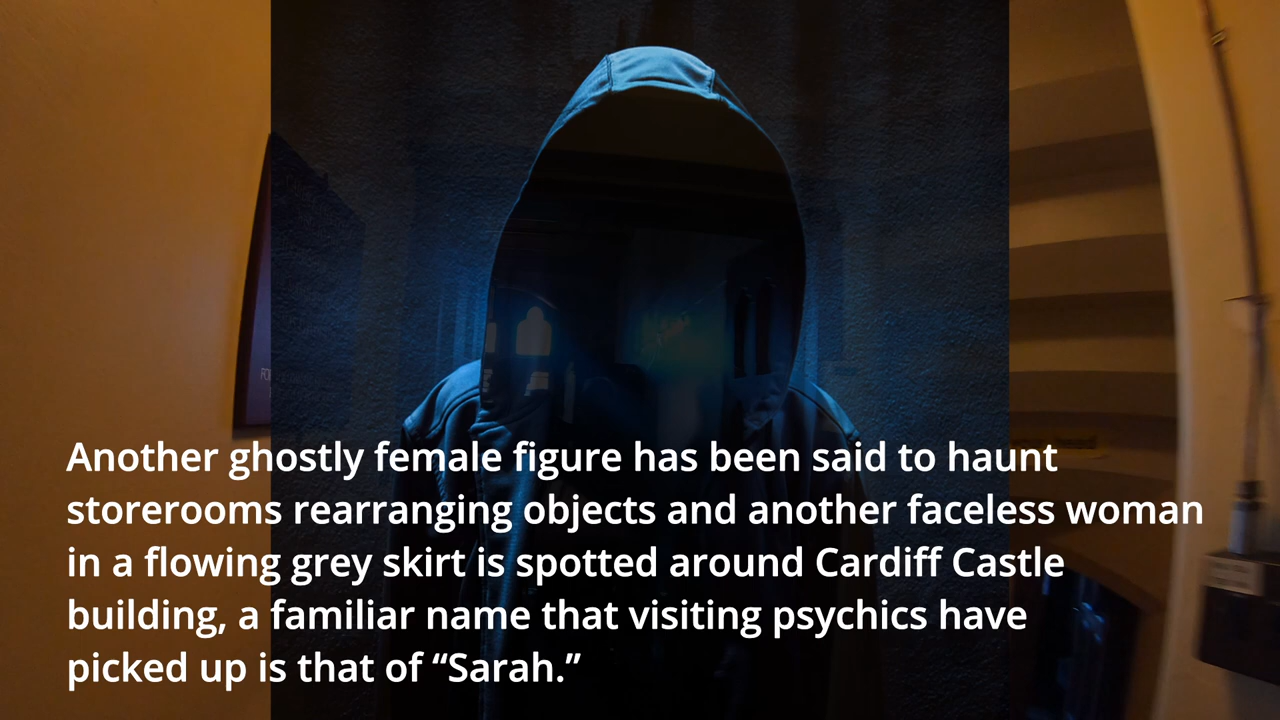 Another ghostly female figure has been said to haunt
storerooms rearranging objects and another faceless woman
in a flowing grey skirt is spotted around Cardiff Castle
building, a familiar name that visiting psychics have
picked up is that of “Sarah.”